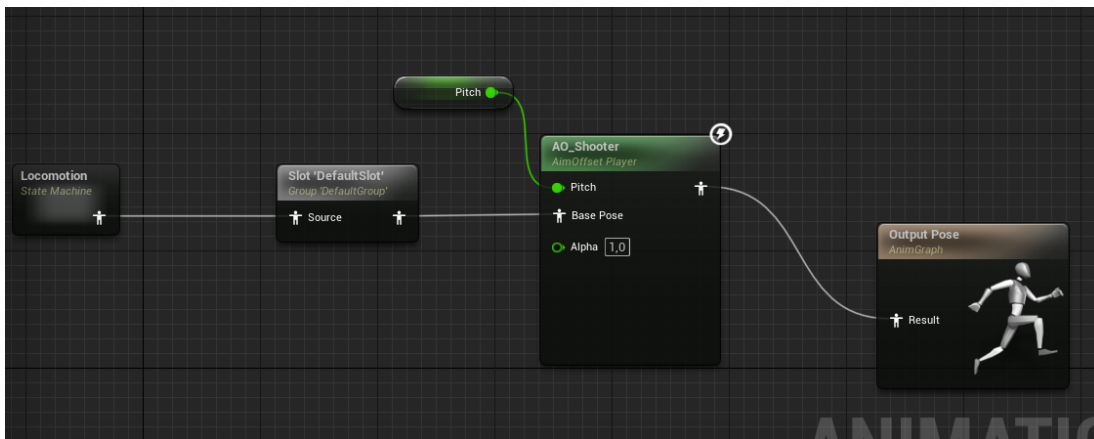 Pitch
Locomotion
State Machine
Slot 'DefaultSlot'
Group 'DefaultGroup'
Source
AO_Shooter
AimOffset Player
Pitch
Base Pose
Alpha 1,0
Output Pose
AnimGraph
Result
ANIMATIO